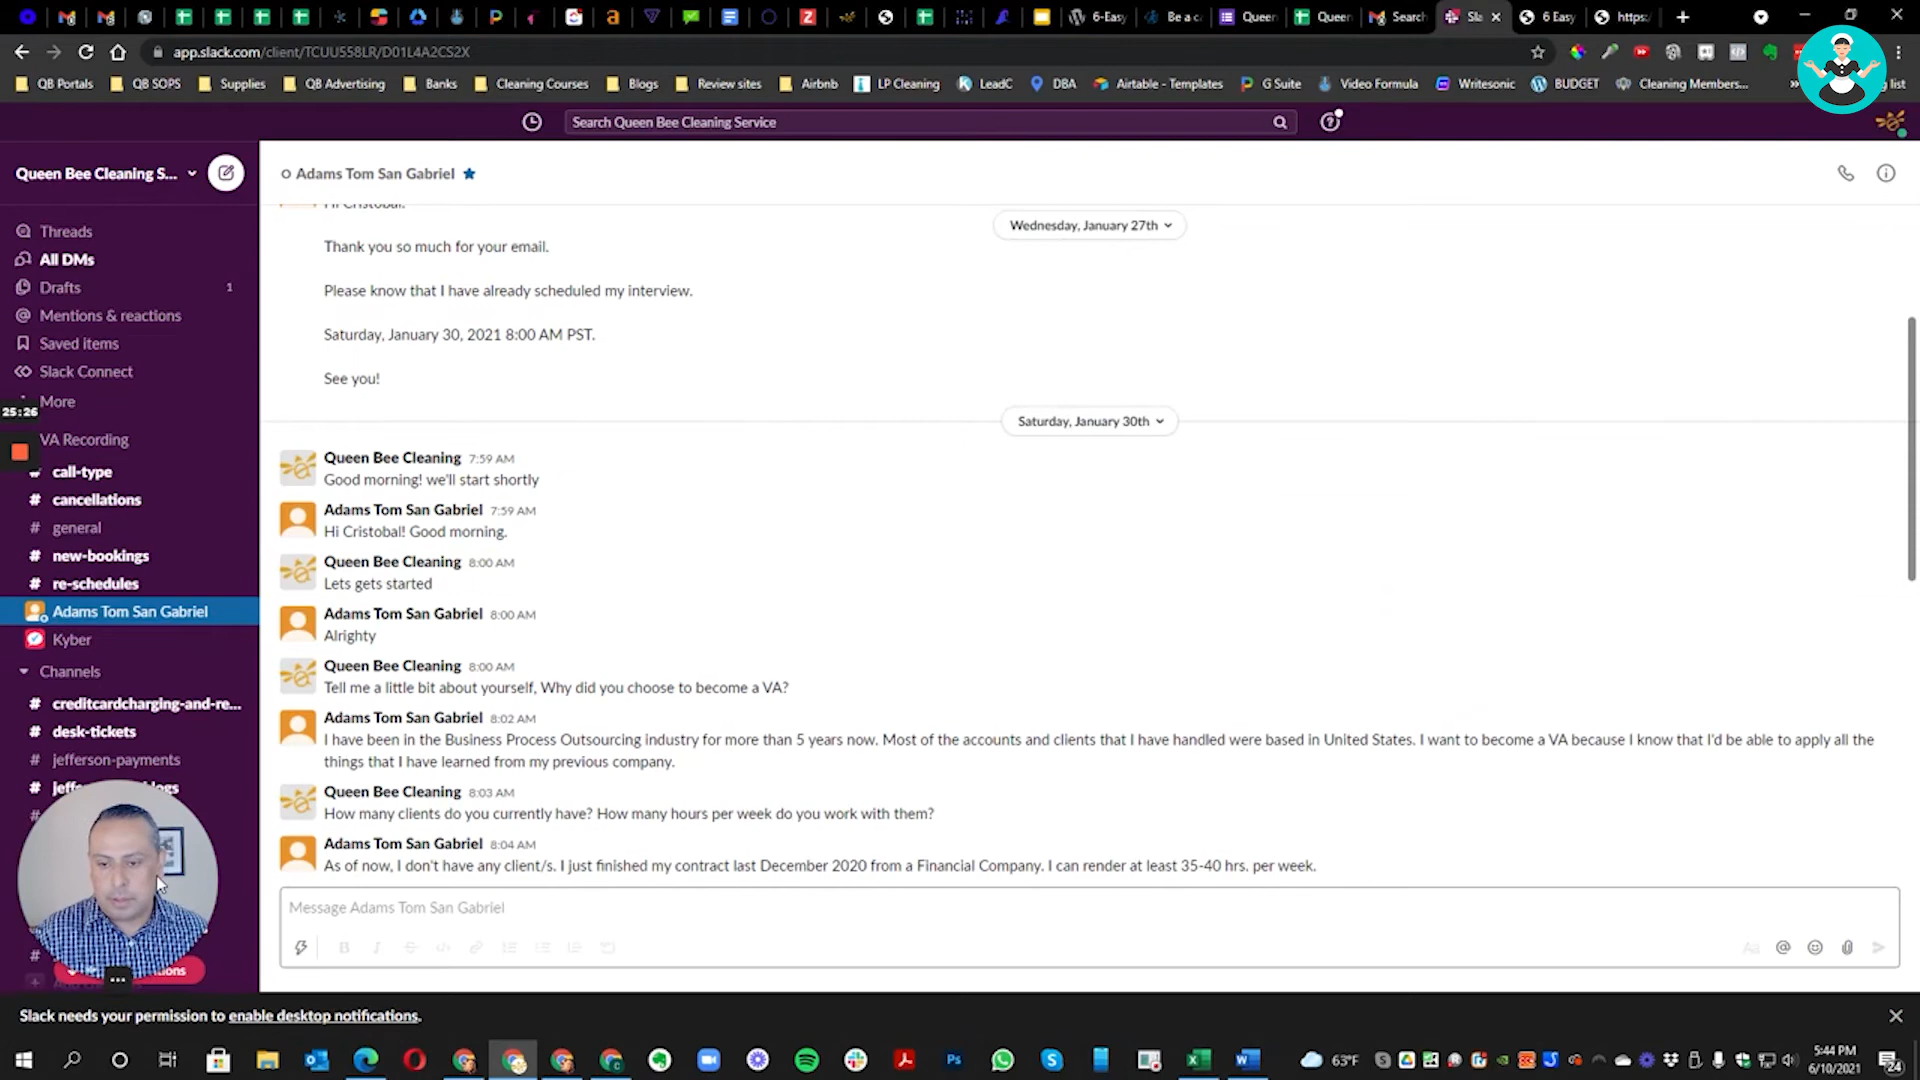 6-Easy
Be a c
Queen
Queen
Search
Sla
6 Easy
https:
app.slack.com/client/TCUU558LR/D01L4A2CS2X
QB Portals
QB SOPS
Supplies
QB Advertising
Banks
Cleaning Courses
Blogs
Review sites
Airbnb
LP Cleaning
LeadC
DBA
Airtable - Templates
G Suite
Video Formula
Writesonic
BUDGET
Cleaning Members...
Search Queen Bee Cleaning Service
Queen Bee Cleaning S...
Adams Tom San Gabriel
Threads
All DMs
Drafts 1
Mentions & reactions
Saved items
Slack Connect
More
25:26
VA Recording
# call-type
# cancellations
# general
# new-bookings
# re-schedules
Adams Tom San Gabriel
Kyber
Channels
# creditcardcharging-and-re...
# desk-tickets
# jefferson-payments
Hi Cristobal!
Wednesday, January 27th
Thank you so much for your email.
Please know that I have already scheduled my interview.
Saturday, January 30, 2021 8:00 AM PST.
See you!
Saturday, January 30th
Queen Bee Cleaning 7:59 AM
Good morning! we'll start shortly
Adams Tom San Gabriel 7:59 AM
Hi Cristobal! Good morning.
Queen Bee Cleaning 8:00 AM
Lets gets started
Adams Tom San Gabriel 8:00 AM
Alrighty
Queen Bee Cleaning 8:00 AM
Tell me a little bit about yourself, Why did you choose to become a VA?
Adams Tom San Gabriel 8:02 AM
I have been in the Business Process Outsourcing industry for more than 5 years now. Most of the accounts and clients that I have handled were based in United States. I want to become a VA because I know that I'd be able to apply all the
things that I have learned from my previous company.
Queen Bee Cleaning 8:03 AM
How many clients do you currently have? How many hours per week do you work with them?
Adams Tom San Gabriel 8:04 AM
As of now, I don't have any client/s. I just finished my contract last December 2020 from a Financial Company. I can render at least 35-40 hrs. per week.
Message Adams Tom San Gabriel
Slack needs your permission to enable desktop notifications.
63°F
5:44 PM
6/10/2021
24